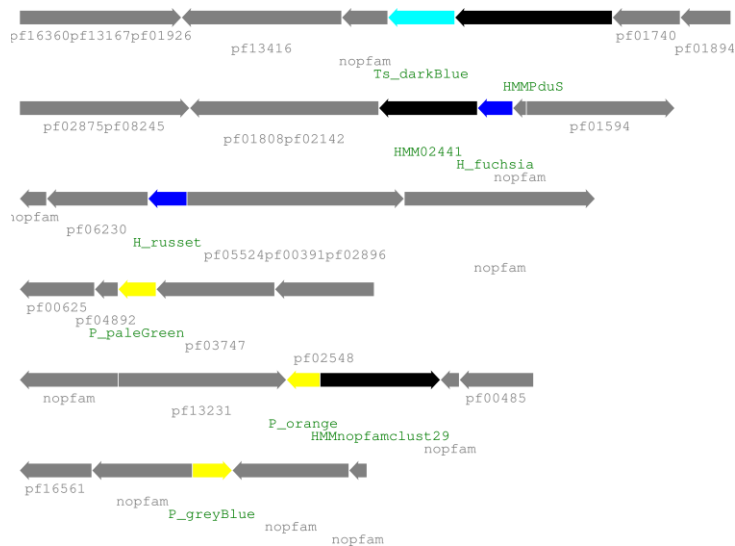 pf16360pf13167pf01926
pf01740
pf13416
pf01894
nopfam
Ts_darkBlue
HMMPduS
pf02875pf08245
pf01594
pf01808pf02142
HMM02441
H_fuchsia
nopfam
nopfam
pf06230
H_russet
pf05524pf00391pf02896
nopfam
pf00625
pf04892
P_paleGreen
pf03747
pf02548
nopfam
pf00485
pf13231
P_orange
HMMnopfamclust29
nopfam
pf16561
nopfam
P_greyBlue
nopfam
nopfam